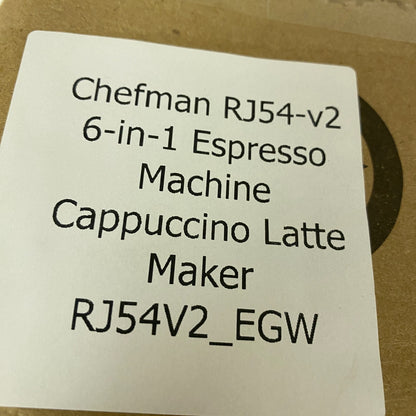 Chefman RJ54-v2
6-in-1 Espresso
Machine
Cappuccino Latte
Maker
RJ54V2_EGW